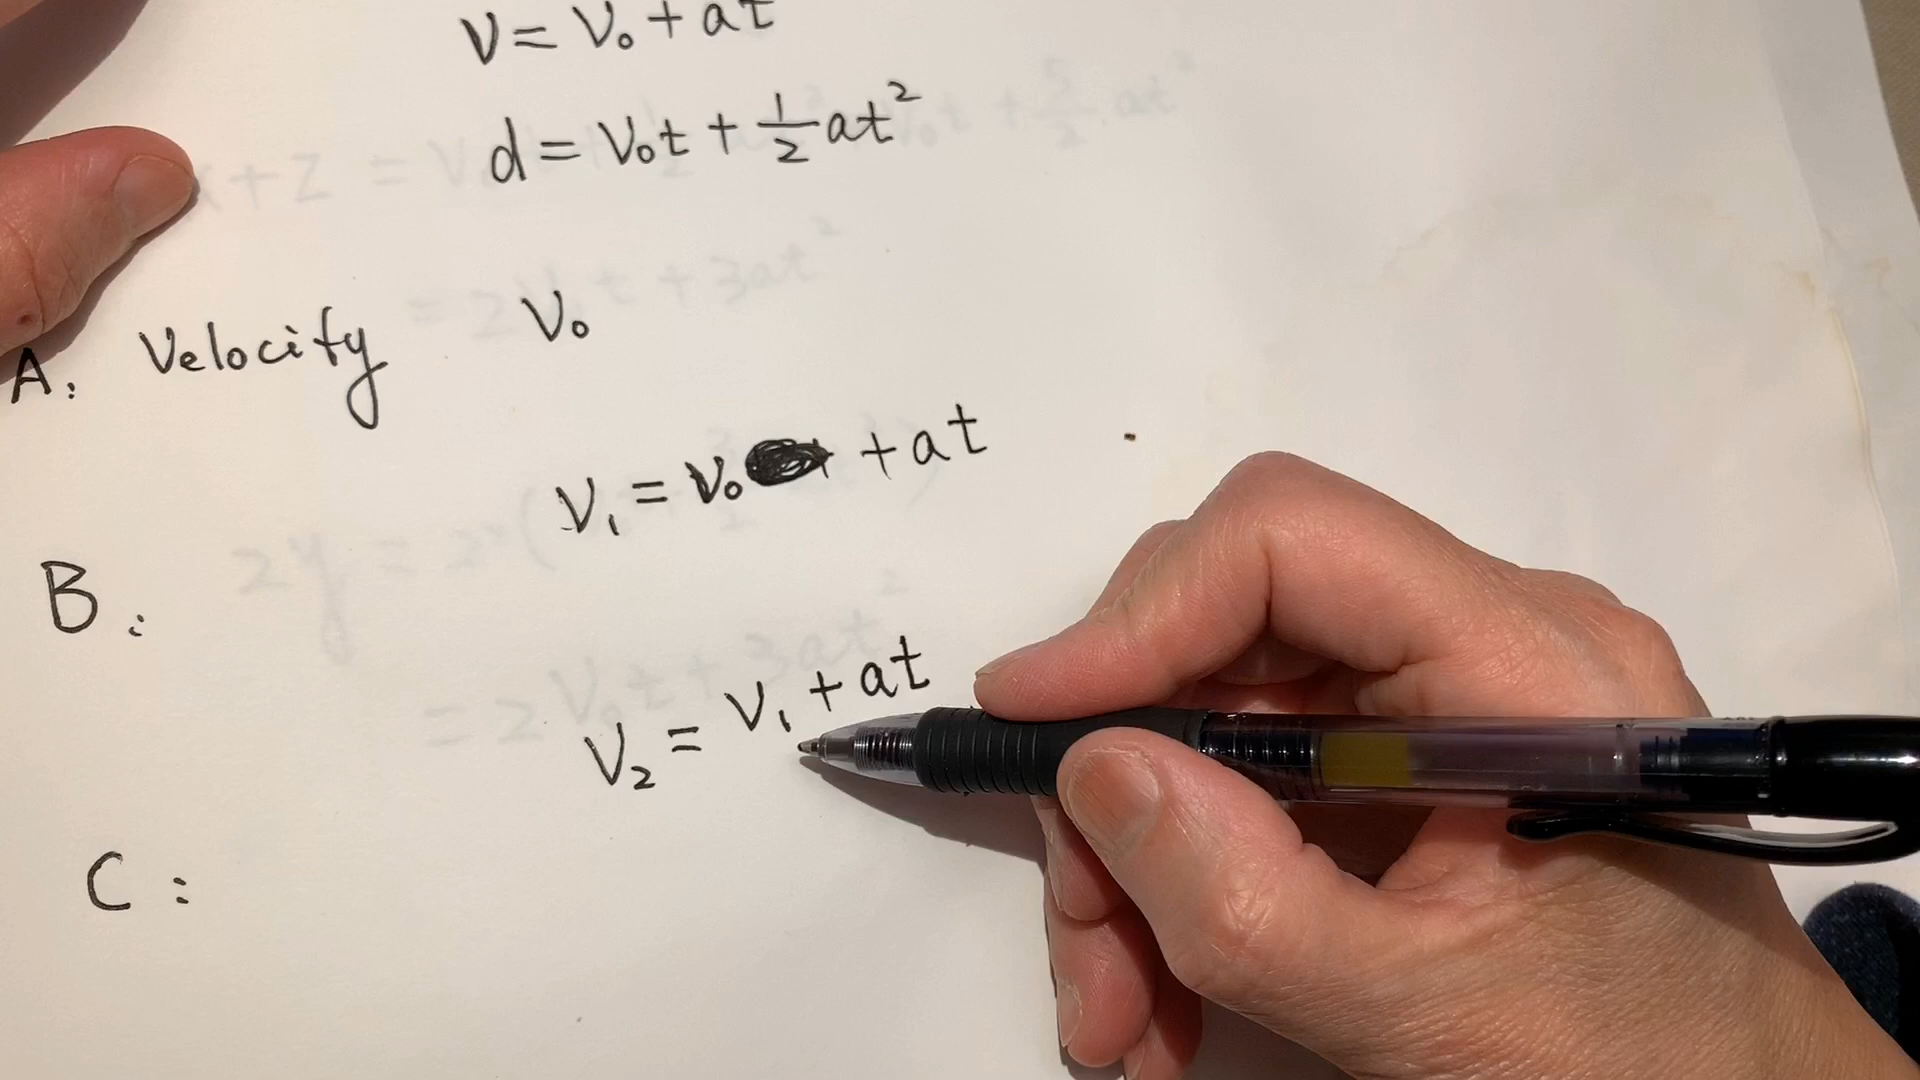 V = V₀ + at
d = V₀t + ½at²
A: Velocity V₀
V₁ = V₀ + at
B:
V₂ = V₁ + at
C: